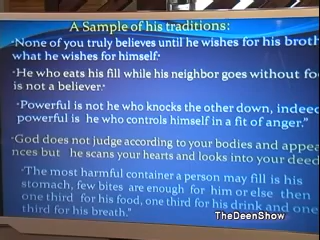 A Sample of his traditions:
"None of you truly believes until he wishes for his broth
what he wishes for himself."
"He who eats his fill while his neighbor goes without fo
is not a believer."
"Powerful is not he who knocks the other down, indeed
powerful is he who controls himself in a fit of anger."
"God does not judge according to your bodies and appea
nces but he scans your hearts and looks into your deed
"The most harmful container a person may fill is his
stomach, few bites are enough for him or else then
one third for his food, one third for his drink and one
third for his breath."
TheDeenShow